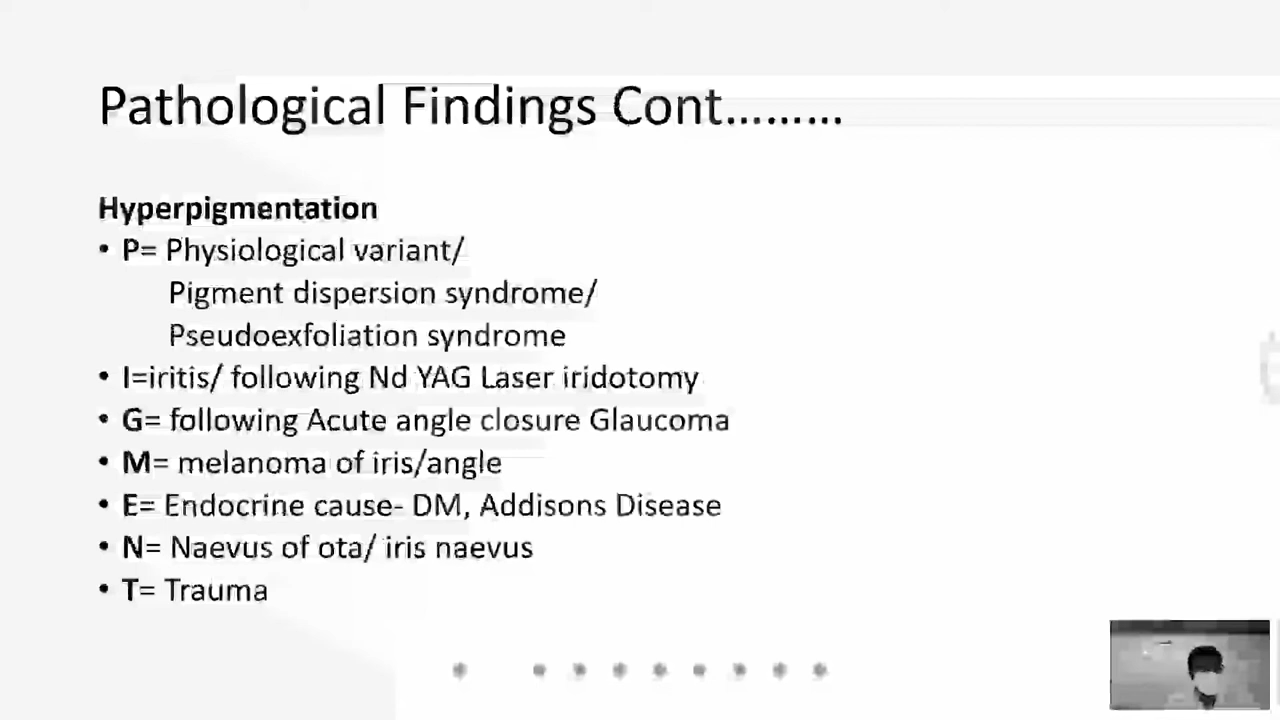 Pathological Findings Cont.........
Hyperpigmentation
• P= Physiological variant/
Pigment dispersion syndrome/
Pseudoexfoliation syndrome
• I=iritis/ following Nd YAG Laser iridotomy
• G= following Acute angle closure Glaucoma
• M= melanoma of iris/angle
• E= Endocrine cause- DM, Addisons Disease
• N= Naevus of ota/ iris naevus
• T= Trauma